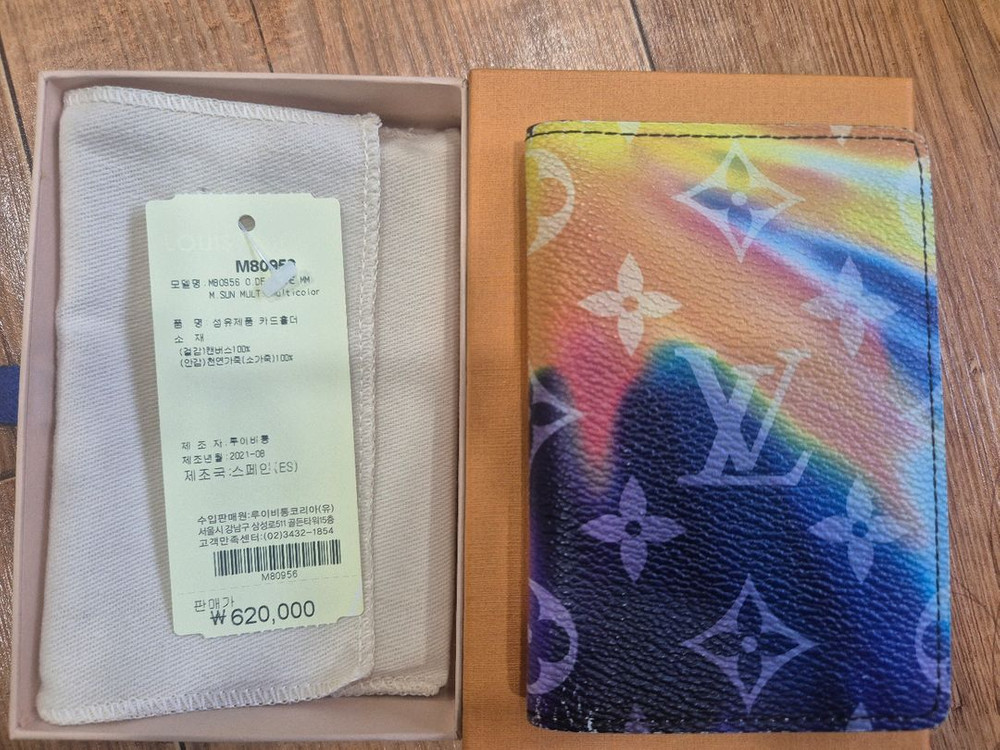 LOUIS
M80956
모델명 : M80956 O.DE MM
M.SUN MULT Multicolor
품 명 섬유제품 카드홀더
소 재
(겉감)캔버스100%
(안감)천연가죽(소가죽)100%
제 조 자:루이비통
제조년월:2021-08
제조국:스페인(ES)
수입판매원:루이비통코리아(유)
서울시 강남구 삼성로511 골든타워15층
고객만족센터:(02)3432-1854
M80956
판매가
₩620,000
LV